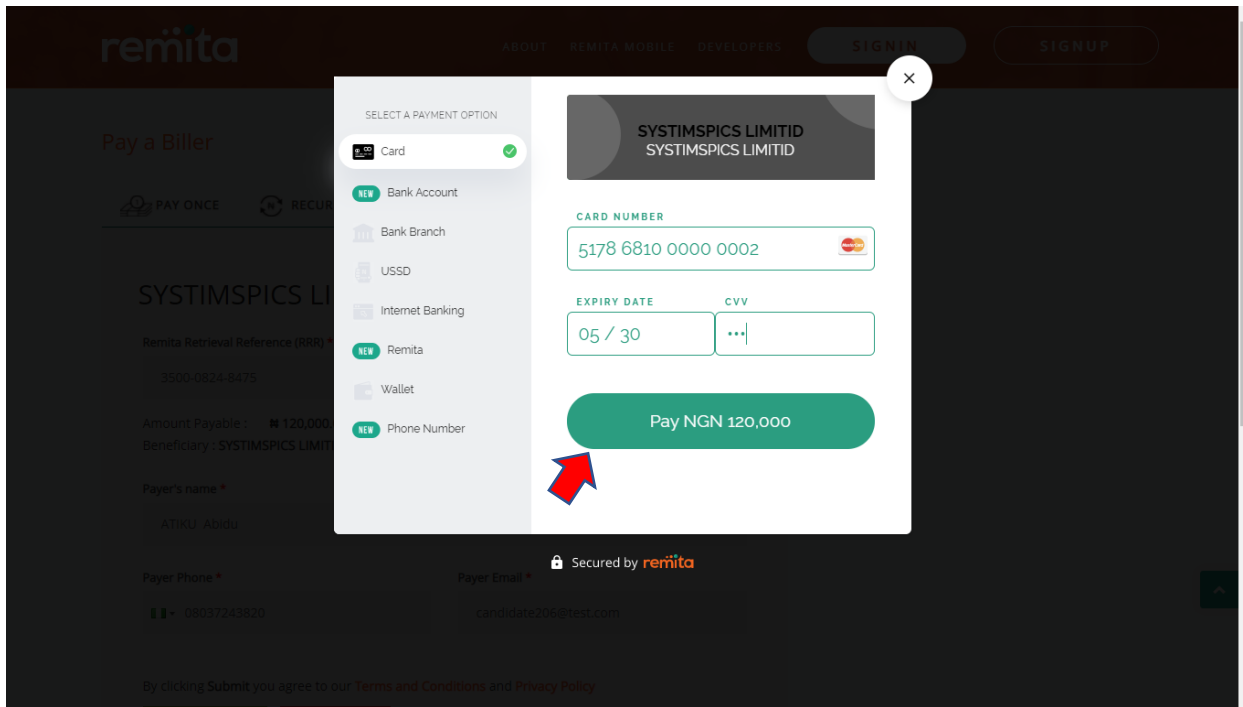 remita
ABOUT REMITA MOBILE DEVELOPERS SIGNIN SIGNUP
Pay a Biller
PAY ONCE RECUR
SYSTIMSPICS LI
Remita Retrieval Reference (RRR) *
3500-0824-8475
Amount Payable : ₦ 120,000.
Beneficiary : SYSTIMSPICS LIMITI
Payer's name *
ATIKU Abidu
Payer Phone *
Payer Email *
08037243820
candidate206@test.com
By clicking Submit you agree to our Terms and Conditions and Privacy Policy
SELECT A PAYMENT OPTION
Card
NEW Bank Account
Bank Branch
USSD
Internet Banking
NEW Remita
Wallet
NEW Phone Number
×
SYSTIMSPICS LIMITID
SYSTIMSPICS LIMITID
CARD NUMBER
5178 6810 0000 0002
MasterCard
EXPIRY DATE CVV
05 / 30 •••
Pay NGN 120,000
Secured by remita